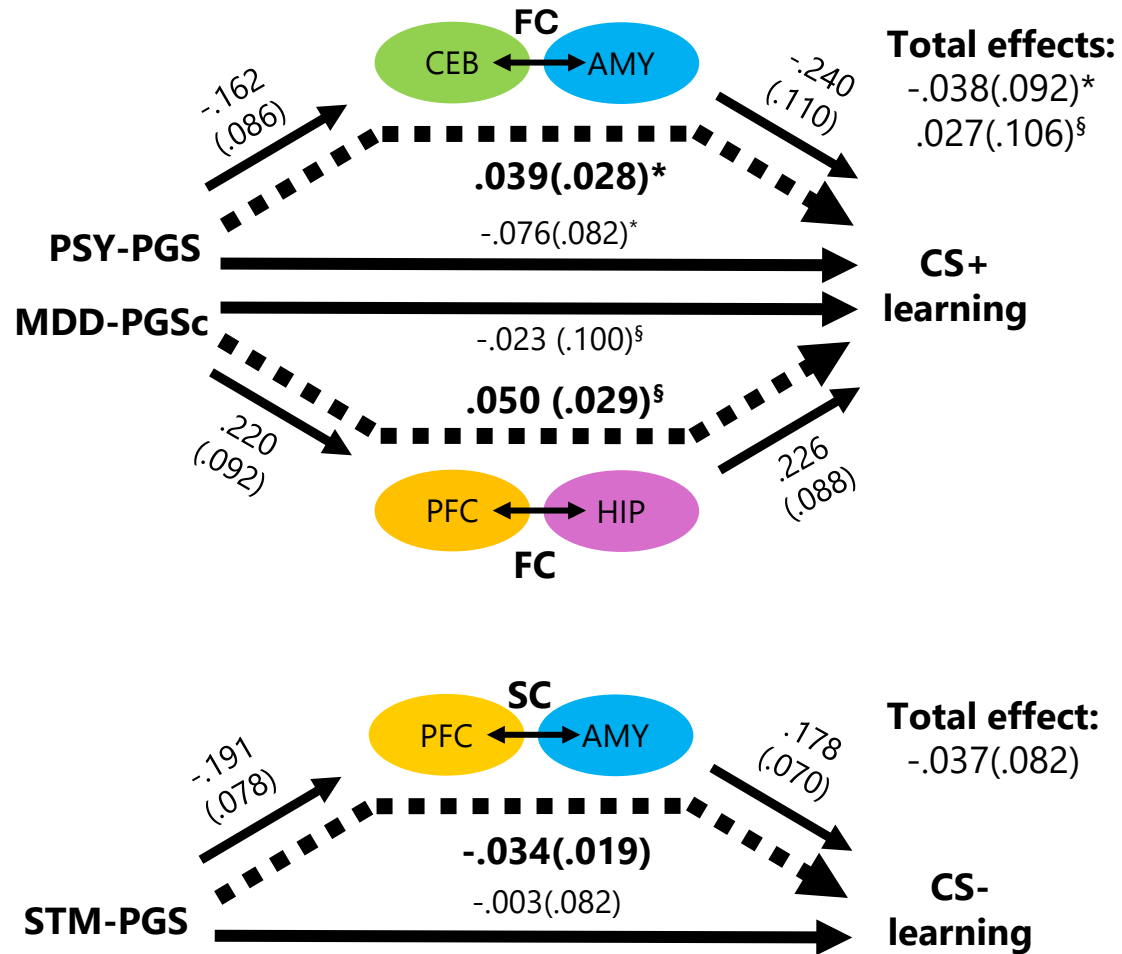 FC
CEB
AMY
-.162
(.086)
-.240
(.110)
Total effects:
-.038(.092)*
.027(.106)§
.039(.028)*
-.076(.082)*
PSY-PGS
MDD-PGSc
CS+
learning
-.023 (.100)§
.050 (.029)§
.220
(.092)
.226
(.088)
PFC
HIP
FC
SC
PFC
AMY
-.191
(.078)
.178
(.070)
Total effect:
-.037(.082)
-.034(.019)
-.003(.082)
STM-PGS
CS-
learning